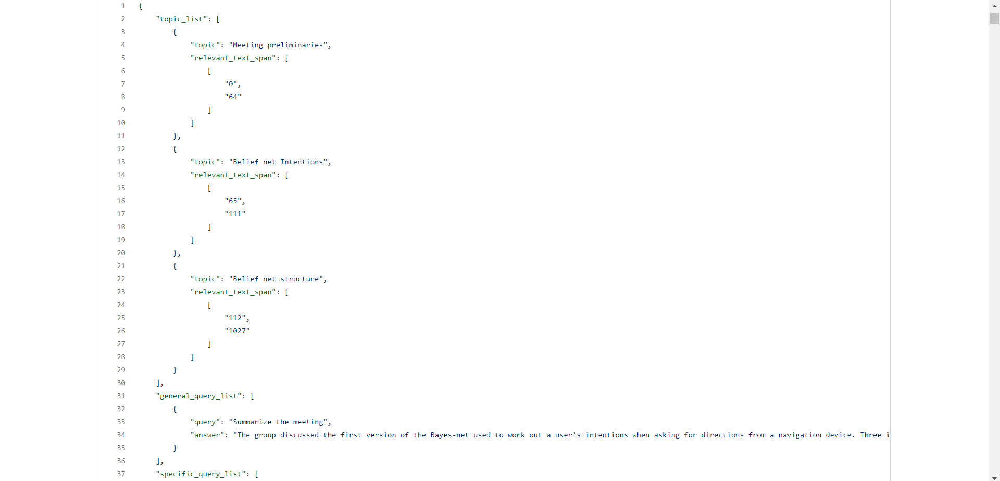 1 {
2     "topic_list": [
3         {
4             "topic": "Meeting preliminaries",
5             "relevant_text_span": [
6                 [
7                     "0",
8                     "64"
9                 ]
10             ]
11         },
12         {
13             "topic": "Belief net Intentions",
14             "relevant_text_span": [
15                 [
16                     "65",
17                     "111"
18                 ]
19             ]
20         },
21         {
22             "topic": "Belief net structure",
23             "relevant_text_span": [
24                 [
25                     "112",
26                     "1027"
27                 ]
28             ]
29         }
30     ],
31     "general_query_list": [
32         {
33             "query": "Summarize the meeting",
34             "answer": "The group discussed the first version of the Bayes-net used to work out a user's intentions when asking for directions from a navigation device. Three i
35         }
36     ],
37     "specific_query_list": [